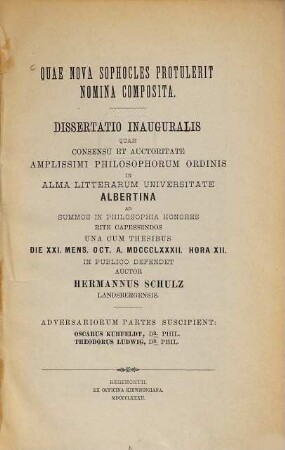 QUAE NOVA SOPHOCLES PROTULERIT
NOMINA COMPOSITA.
DISSERTATIO INAUGURALIS
QUAM
CONSENSU ET AUCTORITATE
AMPLISSIMI PHILOSOPHORUM ORDINIS
IN
ALMA LITTERARUM UNIVERSITATE
ALBERTINA
AD
SUMMOS IN PHILOSOPHIA HONORES
RITE CAPESSENDOS
UNA CUM THESIBUS
DIE XXI. MENS. OCT. A. MDCCCLXXXII. HORA XII.
IN PUBLICO DEFENDET
AUCTOR
HERMANNUS SCHULZ
LANDSBERGENSIS.
ADVERSARIORUM PARTES SUSCIPIENT:
OSCARUS KUHFELDT, DR. PHIL.
THEODORUS LUDWIG, DR. PHIL.
REGIMONTII.
EX OFFICINA KIEWNINGIANA.
MDCCCLXXXII.